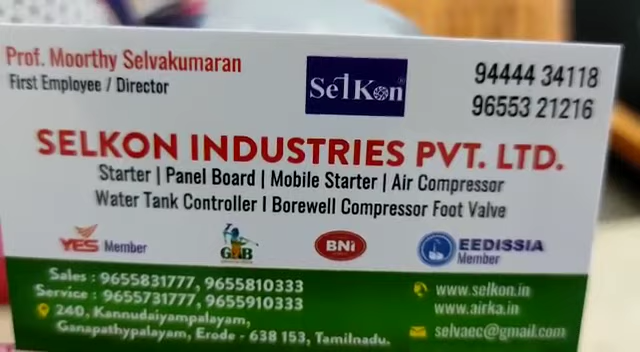 Prof. Moorthy Selvakumaran
First Employee / Director
SelKon®
94444 34118
96553 21216
SELKON INDUSTRIES PVT. LTD.
Starter | Panel Board | Mobile Starter | Air Compressor
Water Tank Controller I Borewell Compressor Foot Valve
YES Member
BNI
EEDISSIA
Member
Sales : 9655831777, 9655810333
Service : 9655731777, 9655910333
240, Kannudaiyampalayam,
Ganapathypalayam, Erode - 638 153, Tamilnadu.
www.selkon.in
www.airka.in
selvaec@gmail.com